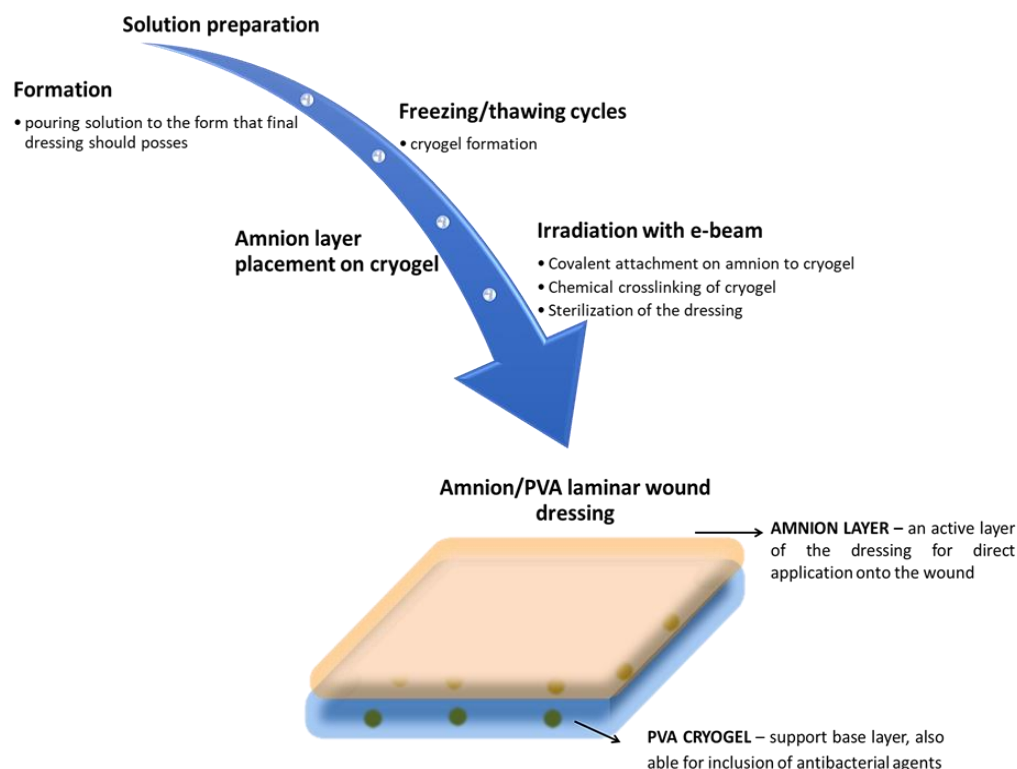 Solution preparation
Formation
• pouring solution to the form that final
dressing should posses
Freezing/thawing cycles
• cryogel formation
Amnion layer
placement on cryogel
Irradiation with e-beam
• Covalent attachment on amnion to cryogel
• Chemical crosslinking of cryogel
• Sterilization of the dressing
Amnion/PVA laminar wound
dressing
AMNION LAYER – an active layer
of the dressing for direct
application onto the wound
PVA CRYOGEL – support base layer, also
able for inclusion of antibacterial agents